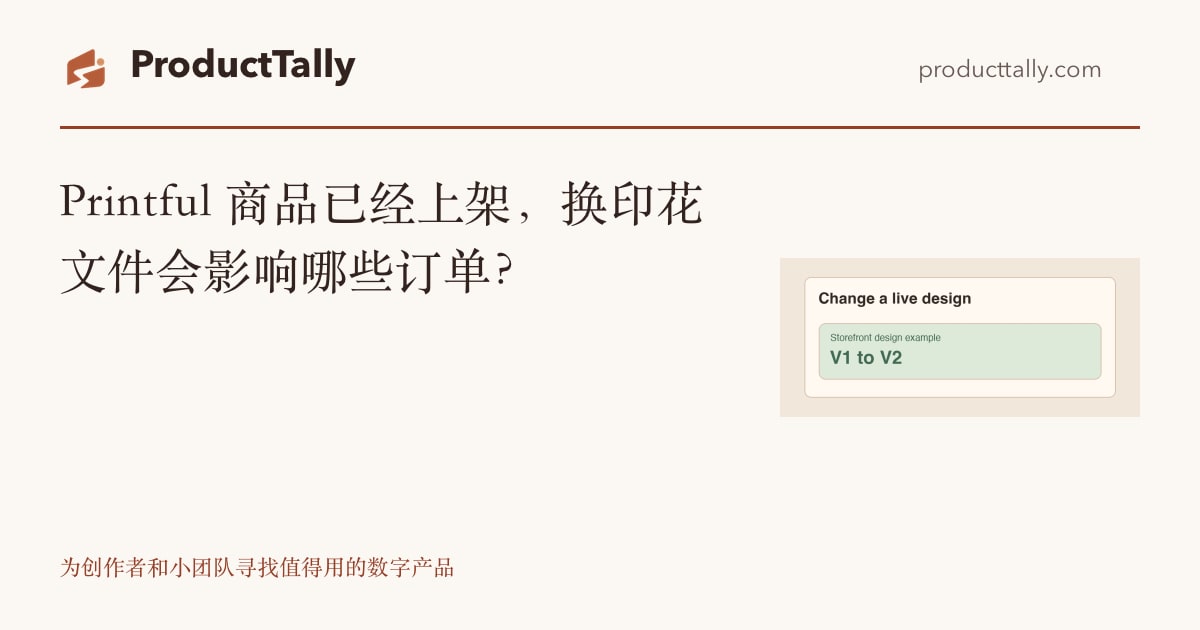 ProductTally
producttally.com
Printful 商品已经上架，换印花
文件会影响哪些订单？
Change a live design
Storefront design example
V1 to V2
为创作者和小团队寻找值得用的数字产品